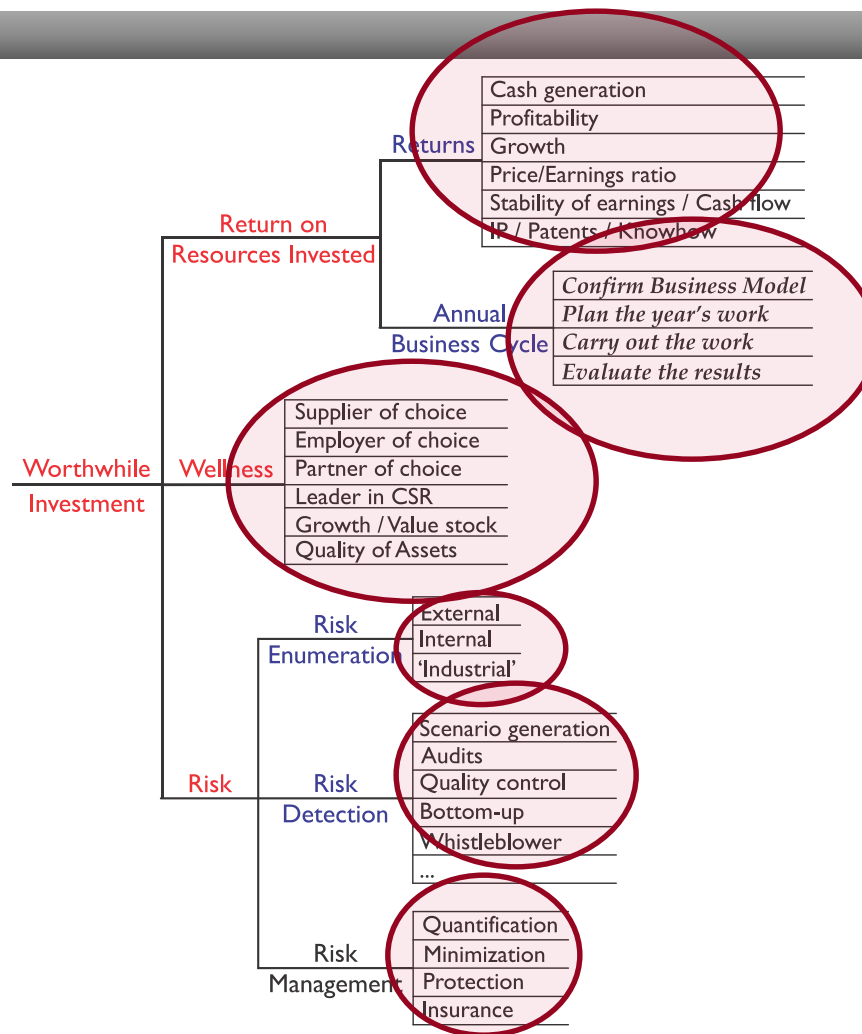 Cash generation
Profitability
Returns
Growth
Price/Earnings ratio
Stability of earnings / Cash flow
IP / Patents / Knowhow
Return on
Resources Invested
Confirm Business Model
Annual
Plan the year's work
Business Cycle
Carry out the work
Evaluate the results
Supplier of choice
Employer of choice
Worthwhile
Investment
Wellness
Partner of choice
Leader in CSR
Growth / Value stock
Quality of Assets
Risk
Enumeration
External
Internal
‘Industrial’
Risk
Risk
Detection
Scenario generation
Audits
Quality control
Bottom-up
Whistleblower
...
Risk
Management
Quantification
Minimization
Protection
Insurance